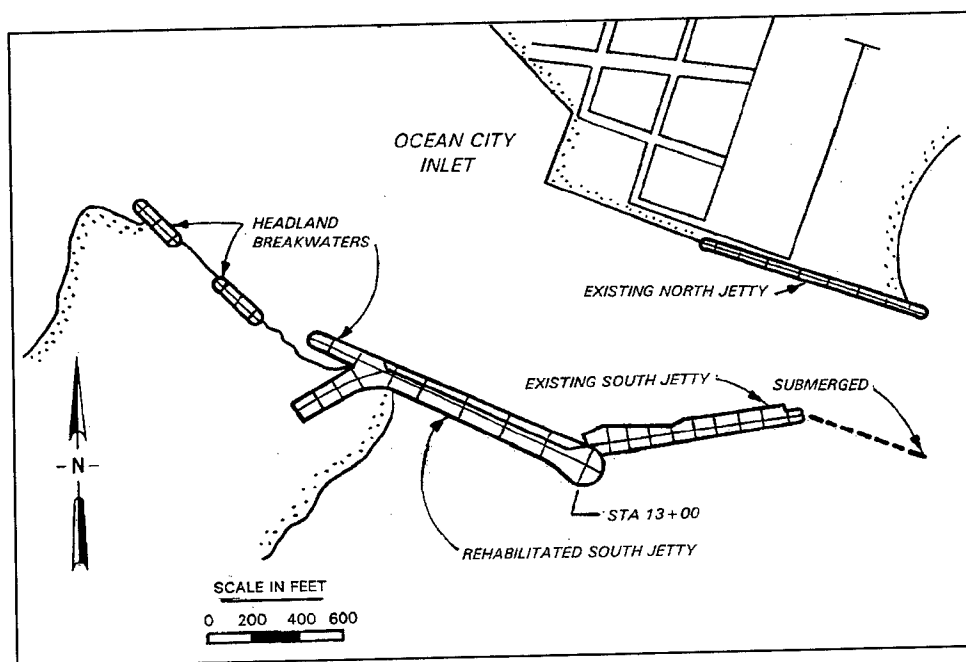 OCEAN CITY
INLET
HEADLAND
BREAKWATERS
EXISTING NORTH JETTY
EXISTING SOUTH JETTY
SUBMERGED
-N-
STA 13+00
REHABILITATED SOUTH JETTY
SCALE IN FEET
0 200 400 600